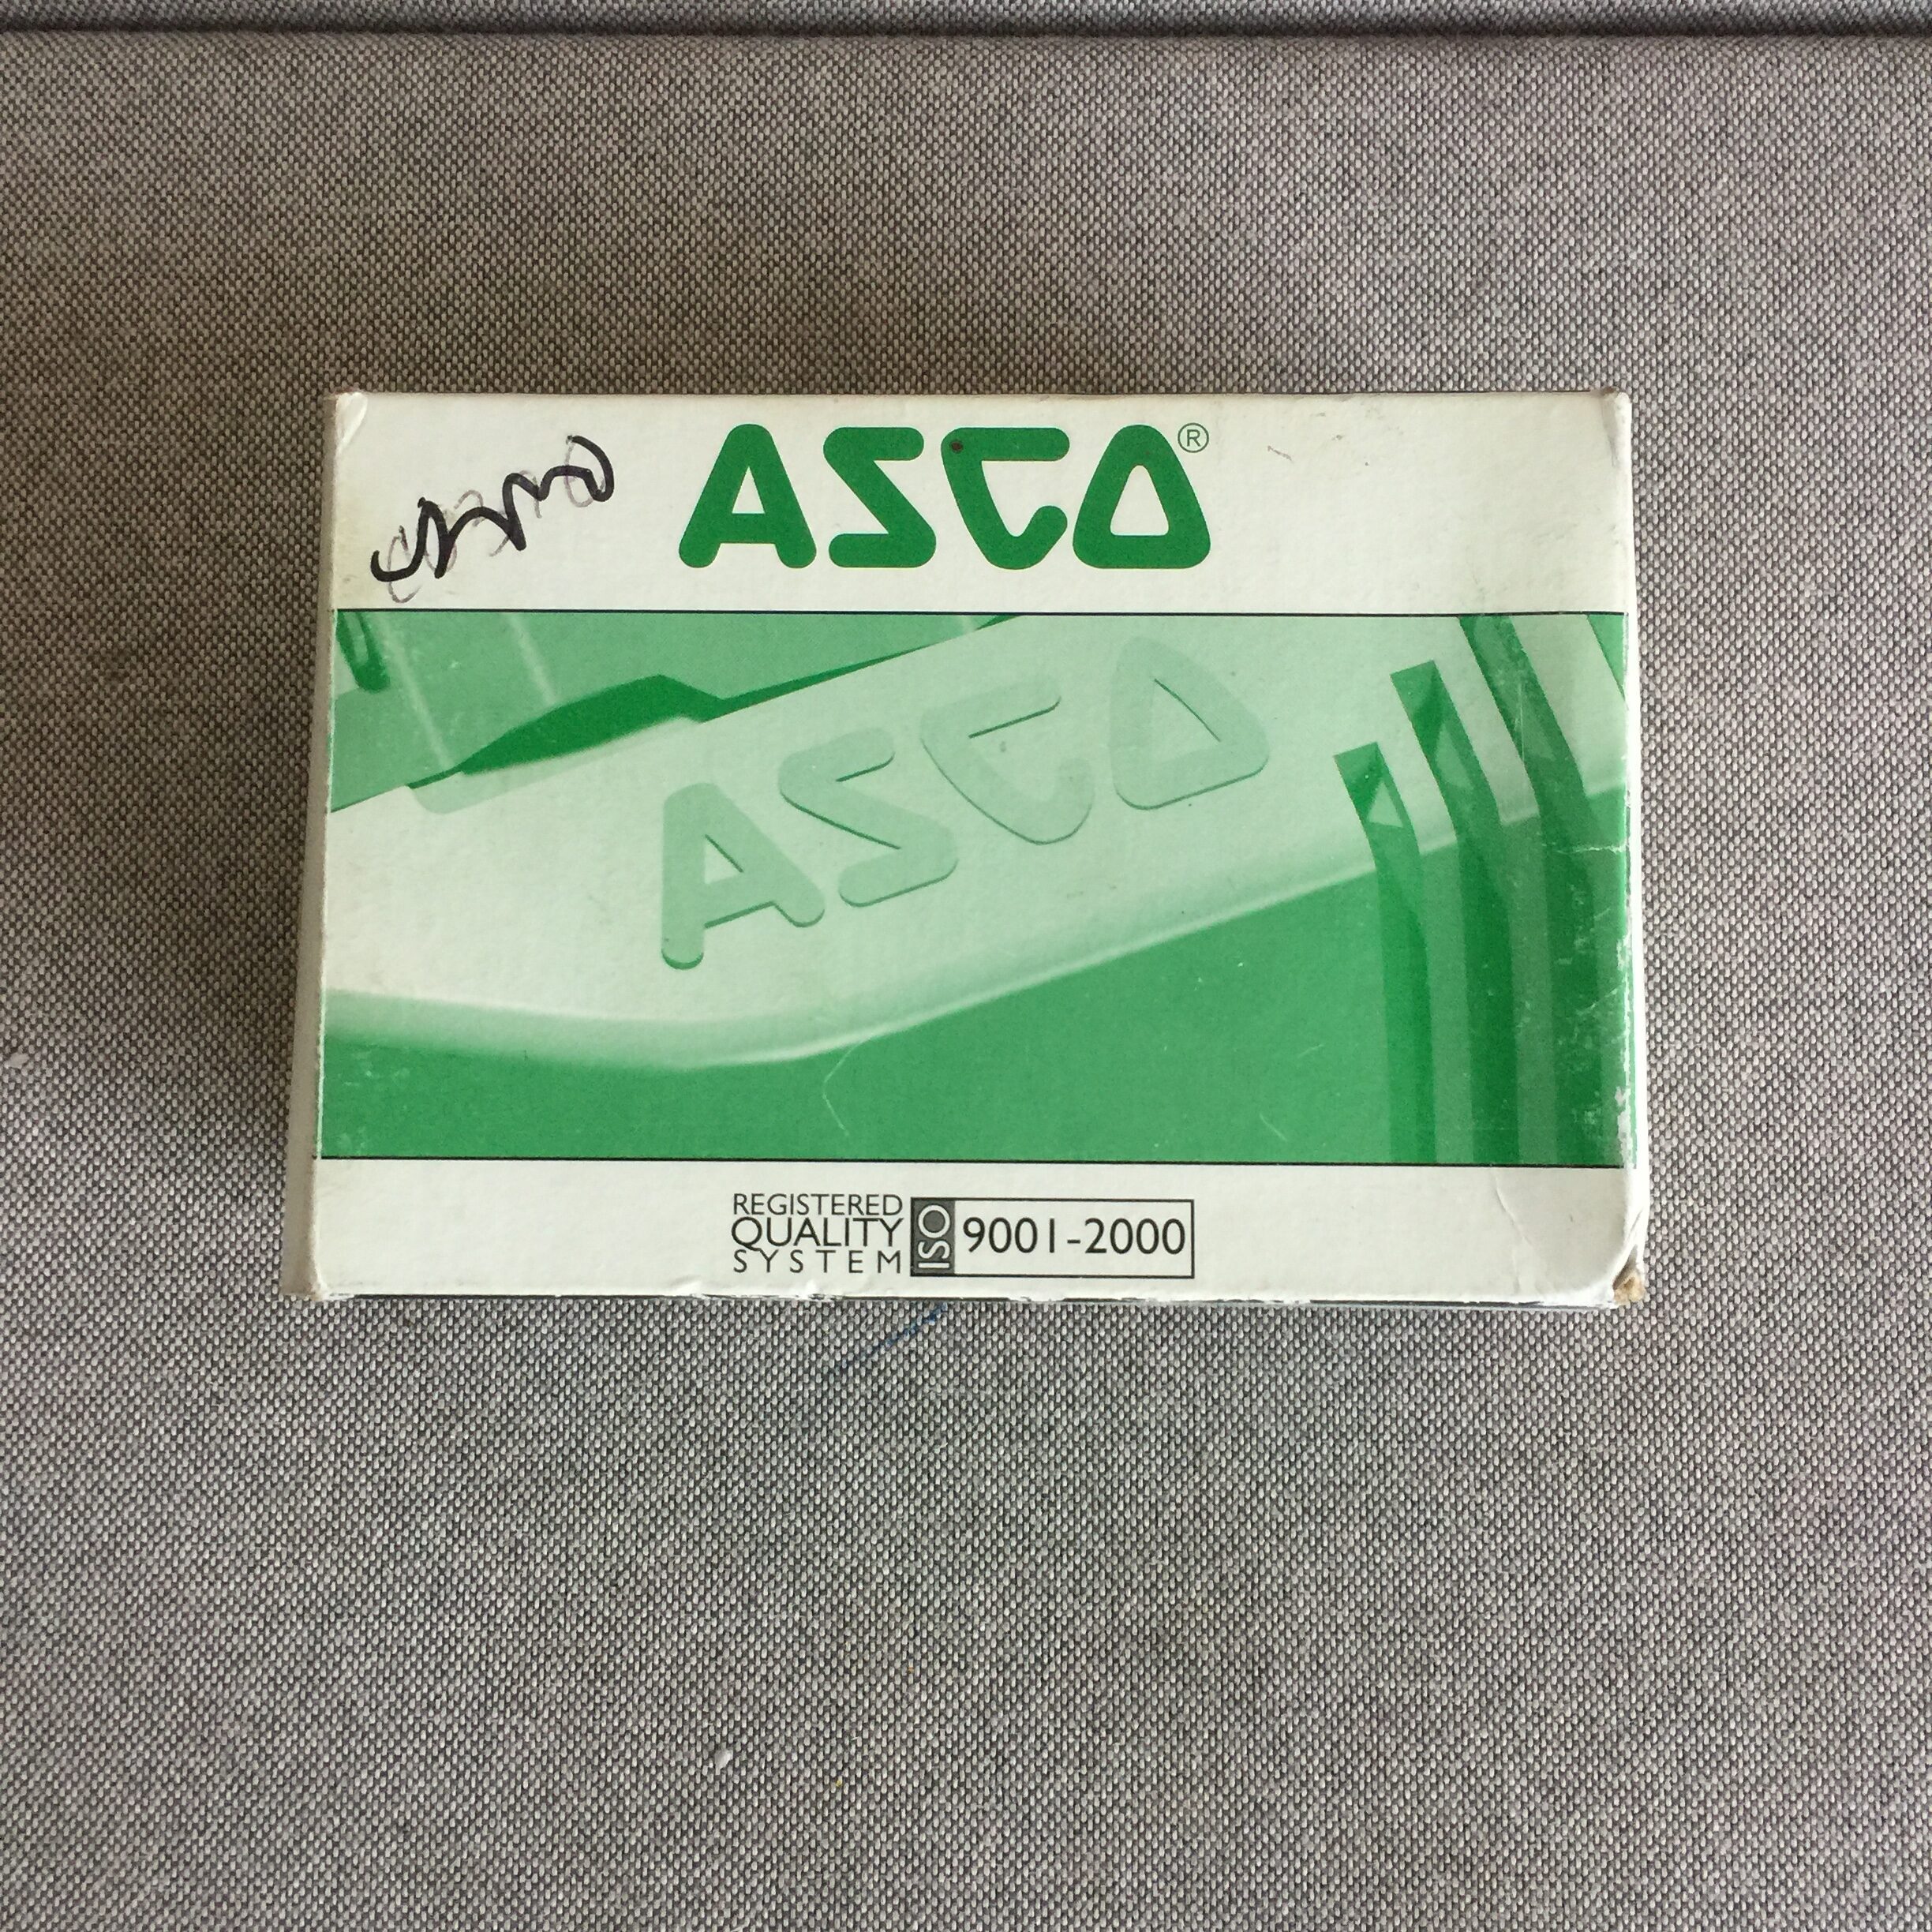 ASCO®
ASCO
REGISTERED
QUALITY
SYSTEM
ISO 9001-2000